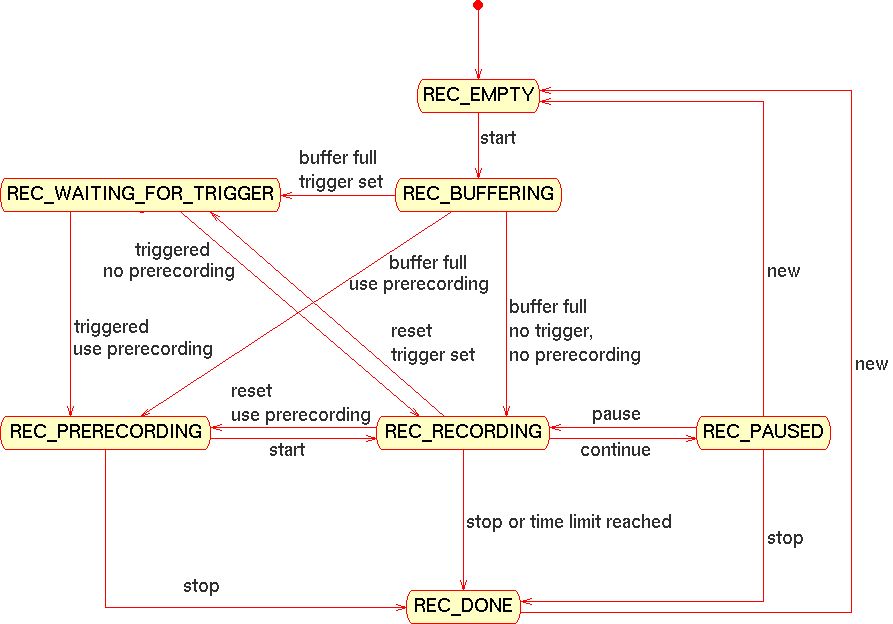 REC_EMPTY
start
buffer full
trigger set
REC_WAITING_FOR_TRIGGER
REC_BUFFERING
triggered
no prerecording
buffer full
use prerecording
new
buffer full
no trigger,
no prerecording
triggered
use prerecording
reset
trigger set
new
reset
use prerecording
pause
REC_PRERECORDING
REC_RECORDING
REC_PAUSED
start
continue
stop or time limit reached
stop
stop
REC_DONE